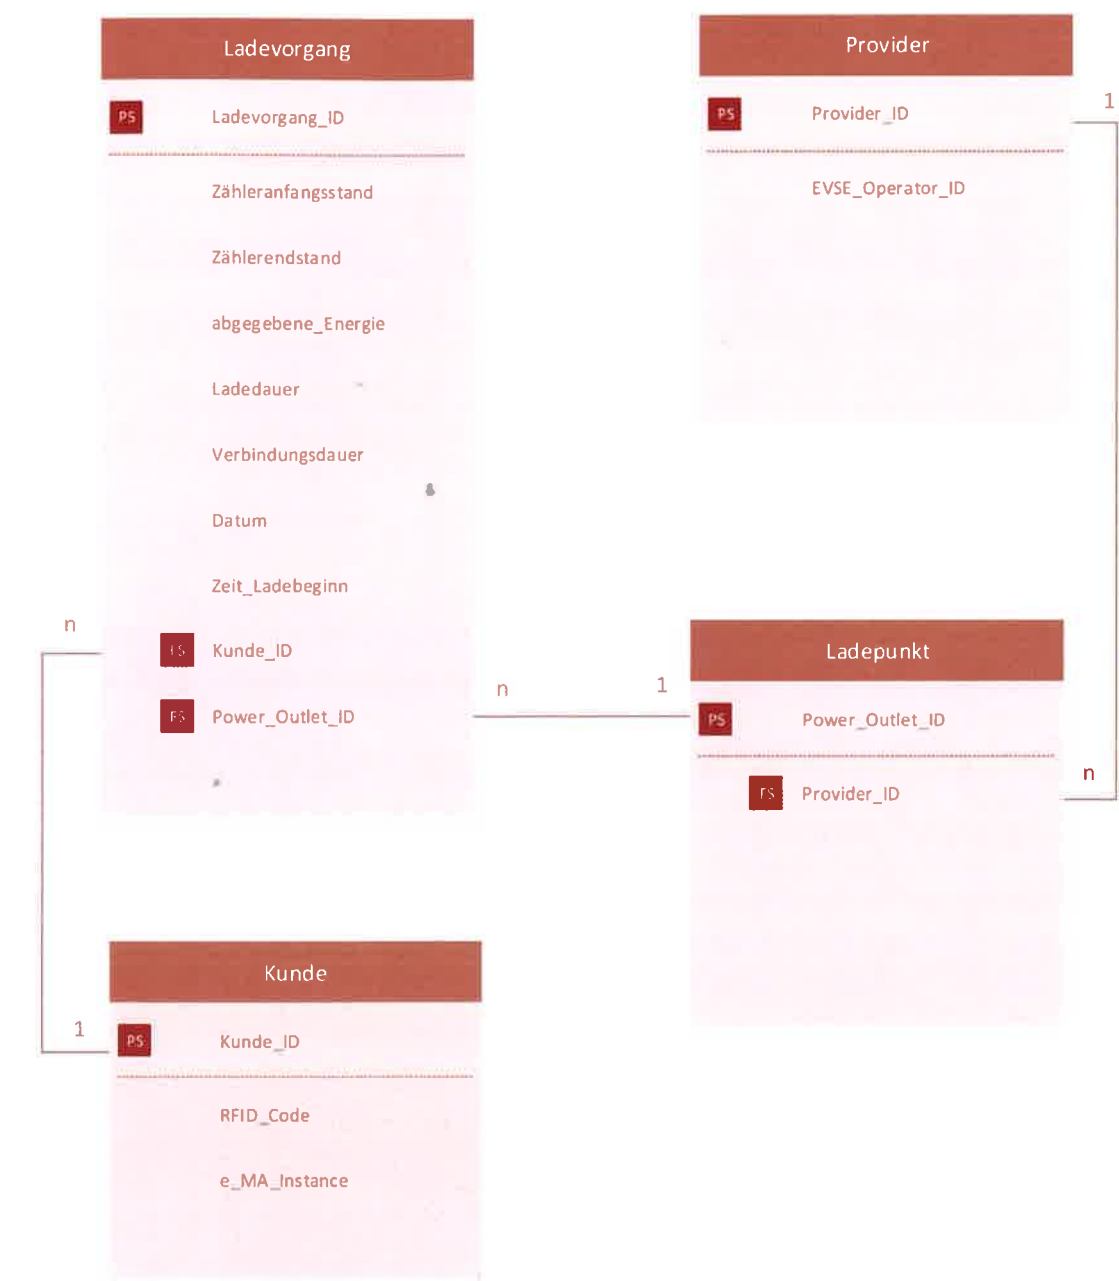 Ladevorgang
PS Ladevorgang_ID
Zähleranfangsstand
Zählerendstand
abgegebene_Energie
Ladedauer
Verbindungsdauer
Datum
Zeit_Ladebeginn
n
FS Kunde_ID
FS Power_Outlet_ID
n
1
Provider
1
PS Provider_ID
EVSE_Operator_ID
Ladepunkt
PS Power_Outlet_ID
n
FS Provider_ID
Kunde
1
PS Kunde_ID
RFID_Code
e_MA_Instance